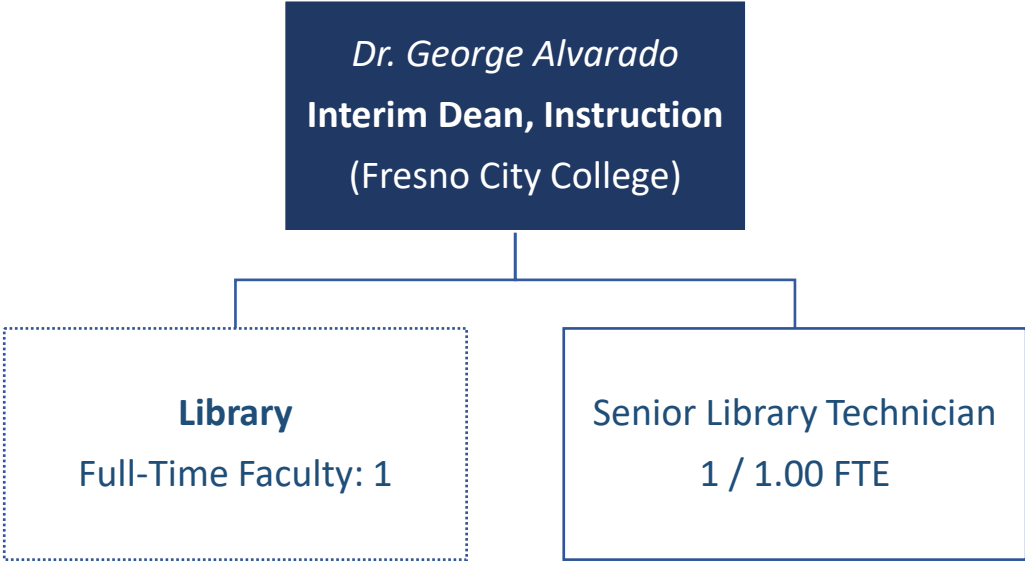 Dr. George Alvarado
Interim Dean, Instruction
(Fresno City College)
Library
Full-Time Faculty: 1
Senior Library Technician
1 / 1.00 FTE